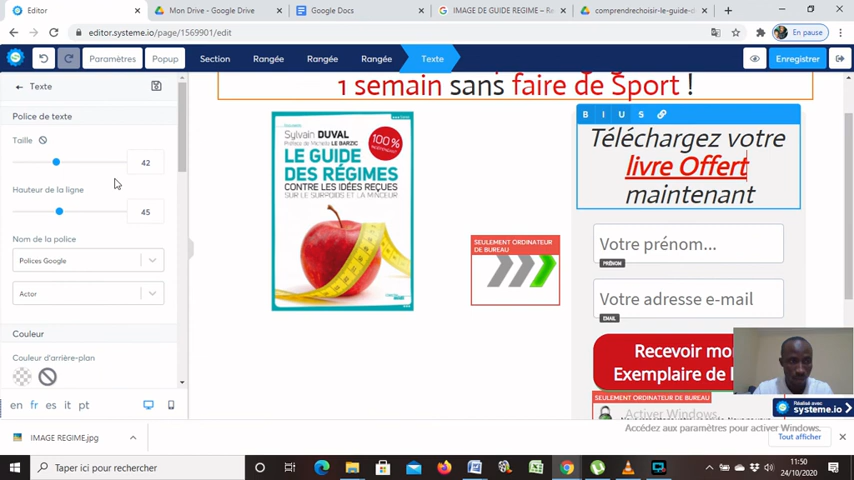 Editor
Mon Drive - Google Drive
Google Docs
IMAGE DE GUIDE REGIME – Re
comprendrechoisir-le-guide-d
editor.systeme.io/page/1569901/edit
En pause
Paramètres
Popup
Section
Rangée
Rangée
Rangée
Texte
Enregistrer
Texte
Police de texte
Taille
42
Hauteur de la ligne
45
Nom de la police
Polices Google
Actor
Couleur
Couleur d'arrière-plan
en fr es it pt
1 semain sans faire de Sport !
Sylvain DUVAL
Préface de Michelle LE BARZIC
100 %
LE GUIDE
DES RÉGIMES
CONTRE LES IDÉES REÇUES
SUR LE SURPOIDS ET LA MINCEUR
SEULEMENT ORDINATEUR
DE BUREAU
B I U S
Téléchargez votre
livre Offert
maintenant
Votre prénom...
PRÉNOM
Votre adresse e-mail
EMAIL
Recevoir mo
Exemplaire de
SEULEMENT ORDINATEUR DE BUREAU
Activer Windows
Accédez aux paramètres pour activer Windows.
Réalisé avec
systeme.io
IMAGE REGIME.jpg
Tout afficher
Taper ici pour rechercher
11:50
24/10/2020